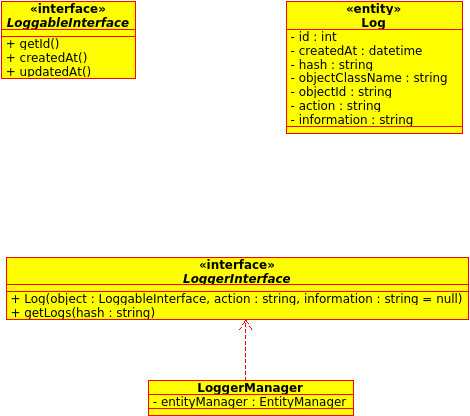 «interface»
LoggableInterface
+ getId()
+ createdAt()
+ updatedAt()
«entity»
Log
- id : int
- createdAt : datetime
- hash : string
- objectClassName : string
- objectId : string
- action : string
- information : string
«interface»
LoggerInterface
+ Log(object : LoggableInterface, action : string, information : string = null)
+ getLogs(hash : string)
LoggerManager
- entityManager : EntityManager